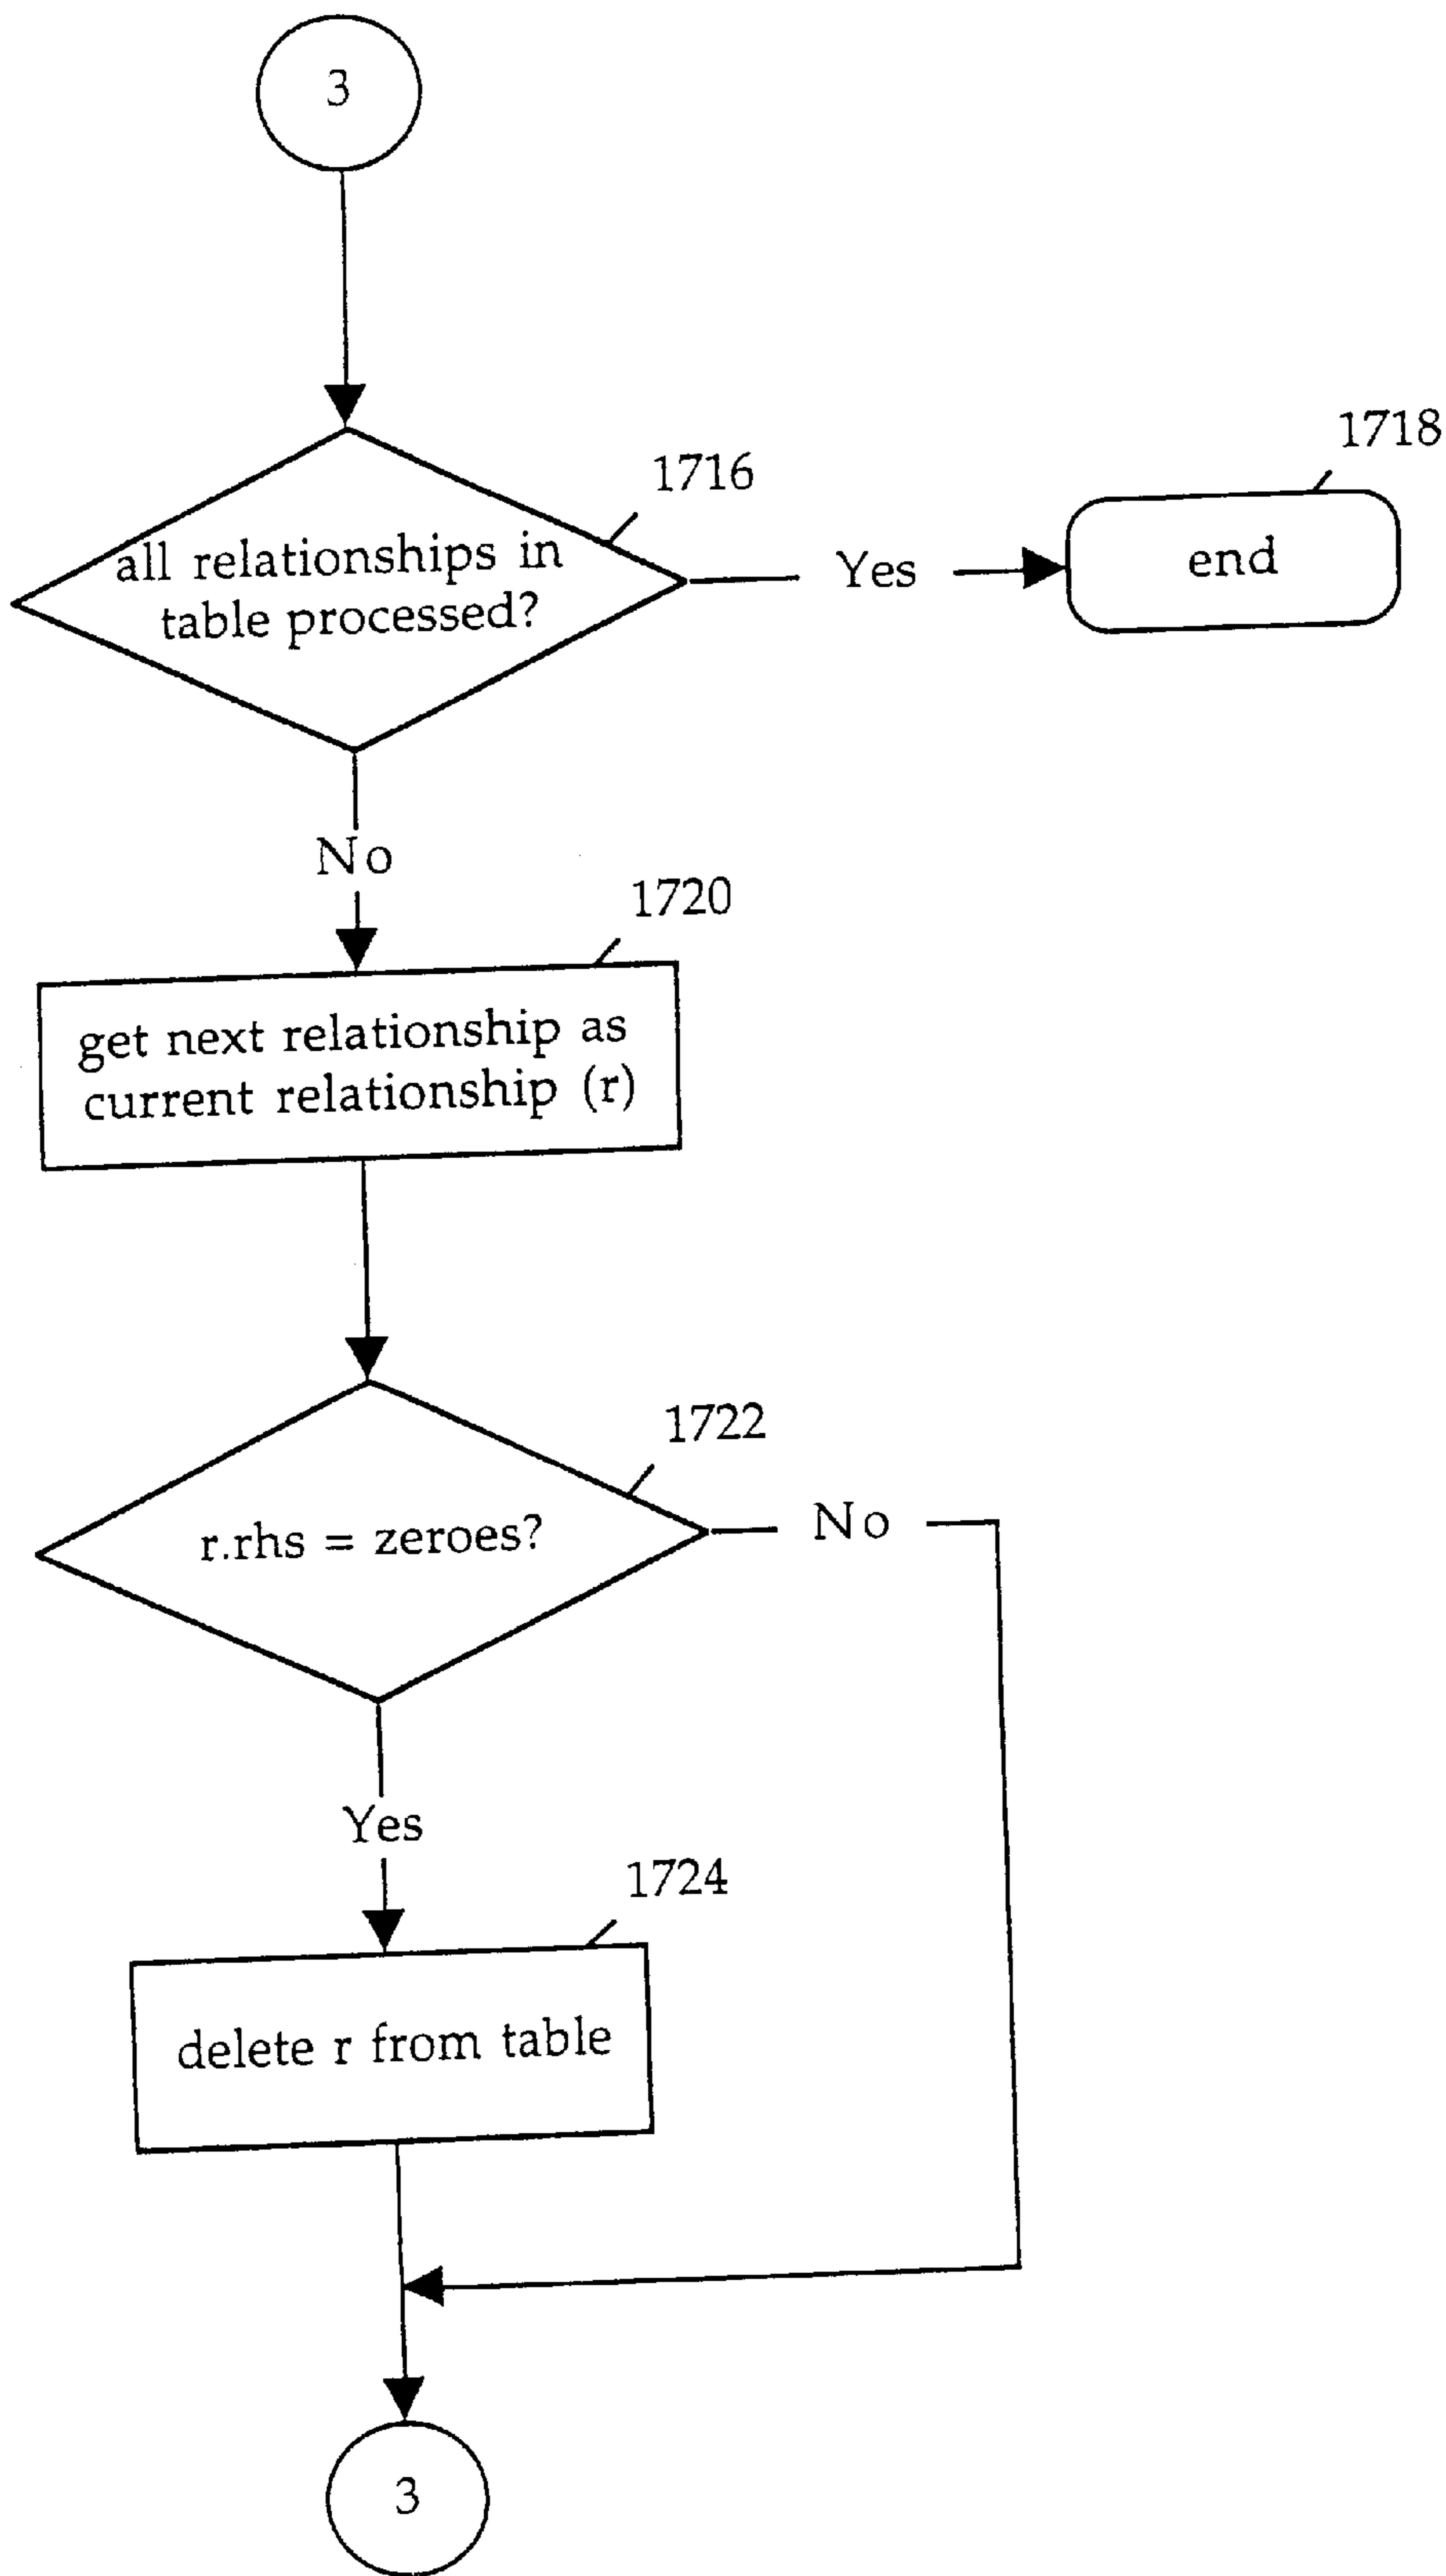 3
1716
1718
all relationships in
table processed?
Yes
end
No
1720
get next relationship as
current relationship (r)
1722
r.rhs = zeroes?
No
Yes
1724
delete r from table
3